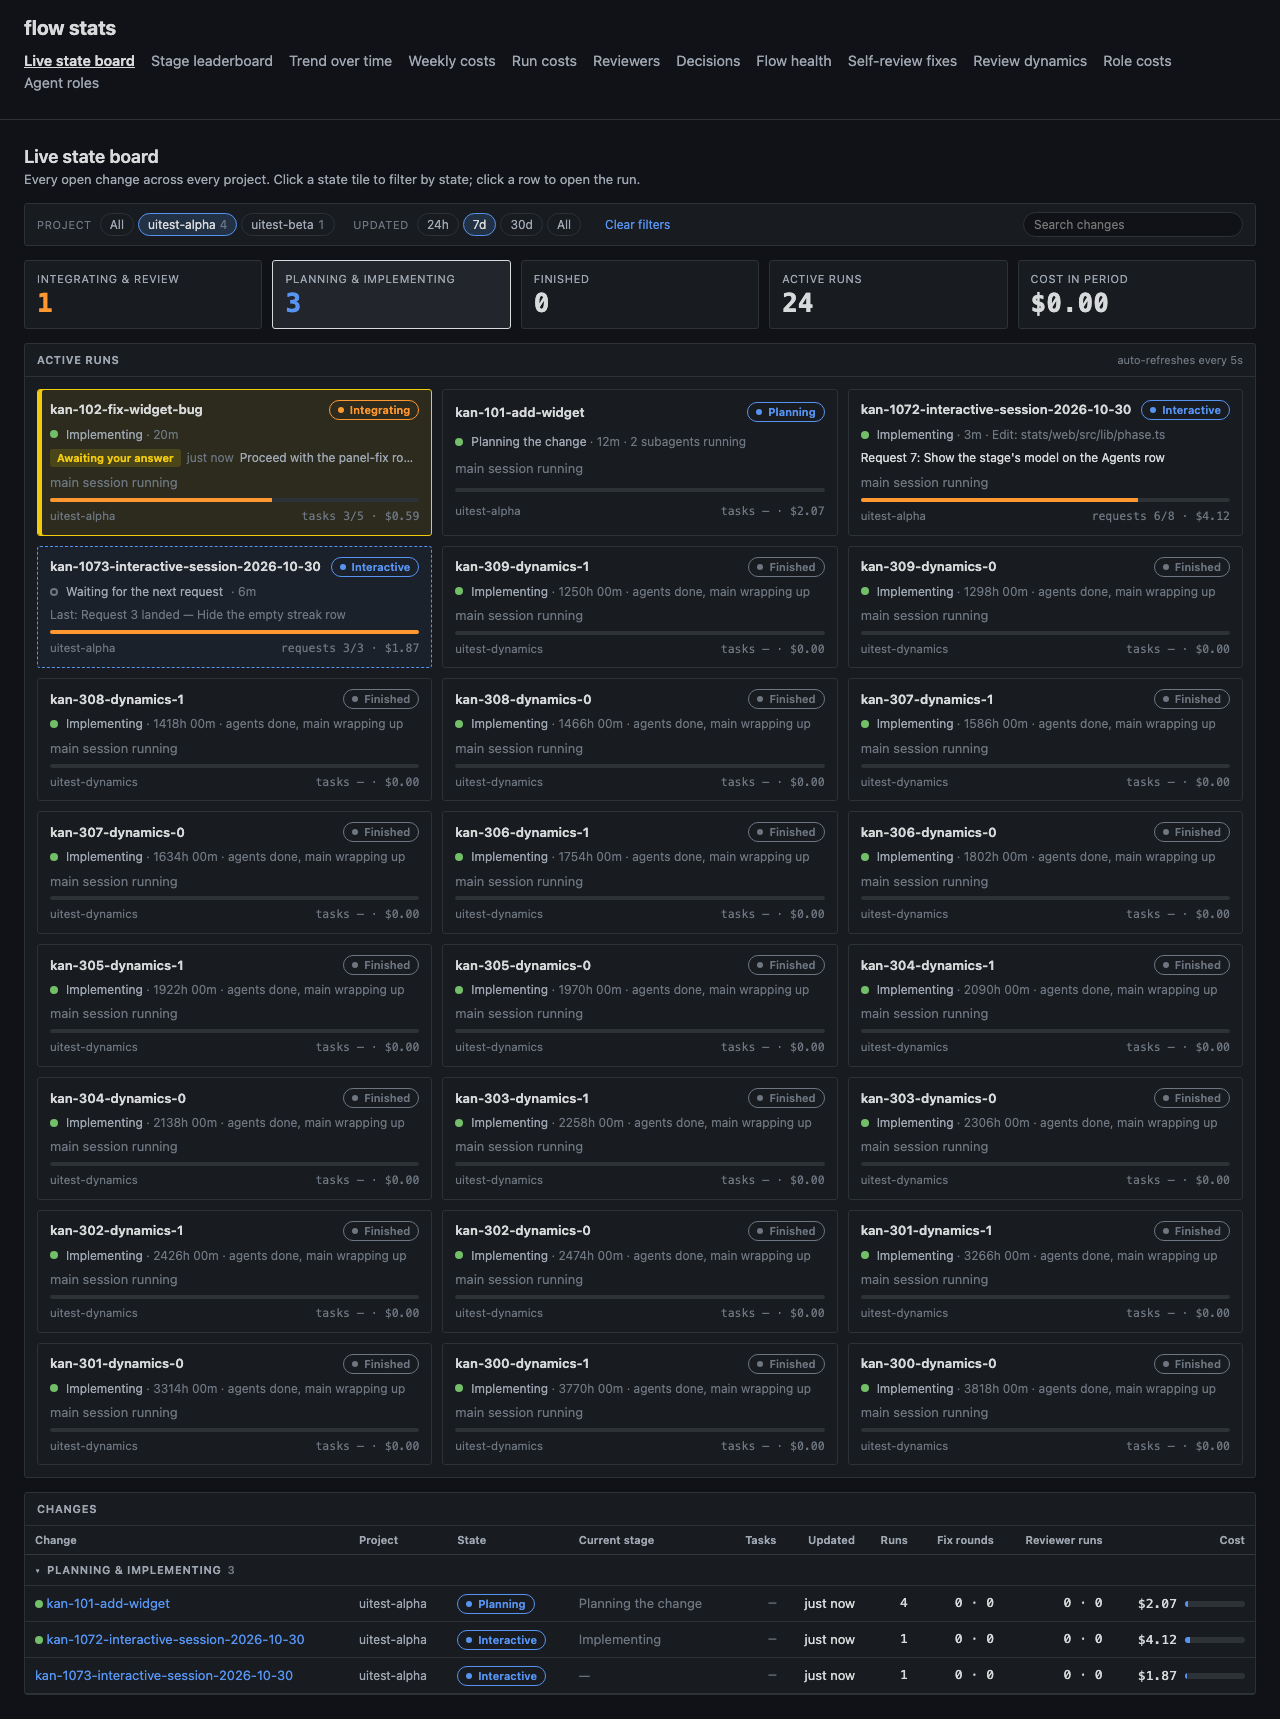 flow stats
Live state board Stage leaderboard Trend over time Weekly costs Run costs Reviewers Decisions Flow health Self-review fixes Review dynamics Role costs
Agent roles
Live state board
Every open change across every project. Click a state tile to filter by state; click a row to open the run.
PROJECT All uitest-alpha 4 uitest-beta 1 UPDATED 24h 7d 30d All Clear filters Search changes
INTEGRATING & REVIEW PLANNING & IMPLEMENTING FINISHED ACTIVE RUNS COST IN PERIOD
1 3 0 24 $0.00
ACTIVE RUNS auto-refreshes every 5s
kan-102-fix-widget-bug Integrating
Implementing · 20m
Awaiting your answer just now Proceed with the panel-fix ro...
main session running
uitest-alpha tasks 3/5 · $0.59
kan-101-add-widget Planning
Planning the change · 12m · 2 subagents running
main session running
uitest-alpha tasks — · $2.07
kan-1072-interactive-session-2026-10-30 Interactive
Implementing · 3m · Edit: stats/web/src/lib/phase.ts
Request 7: Show the stage's model on the Agents row
main session running
uitest-alpha requests 6/8 · $4.12
kan-1073-interactive-session-2026-10-30 Interactive
Waiting for the next request · 6m
Last: Request 3 landed — Hide the empty streak row
uitest-alpha requests 3/3 · $1.87
kan-309-dynamics-1 Finished
Implementing · 1250h 00m · agents done, main wrapping up
main session running
uitest-dynamics tasks — · $0.00
kan-309-dynamics-0 Finished
Implementing · 1298h 00m · agents done, main wrapping up
main session running
uitest-dynamics tasks — · $0.00
kan-308-dynamics-1 Finished
Implementing · 1418h 00m · agents done, main wrapping up
main session running
uitest-dynamics tasks — · $0.00
kan-308-dynamics-0 Finished
Implementing · 1466h 00m · agents done, main wrapping up
main session running
uitest-dynamics tasks — · $0.00
kan-307-dynamics-1 Finished
Implementing · 1586h 00m · agents done, main wrapping up
main session running
uitest-dynamics tasks — · $0.00
kan-307-dynamics-0 Finished
Implementing · 1634h 00m · agents done, main wrapping up
main session running
uitest-dynamics tasks — · $0.00
kan-306-dynamics-1 Finished
Implementing · 1754h 00m · agents done, main wrapping up
main session running
uitest-dynamics tasks — · $0.00
kan-306-dynamics-0 Finished
Implementing · 1802h 00m · agents done, main wrapping up
main session running
uitest-dynamics tasks — · $0.00
kan-305-dynamics-1 Finished
Implementing · 1922h 00m · agents done, main wrapping up
main session running
uitest-dynamics tasks — · $0.00
kan-305-dynamics-0 Finished
Implementing · 1970h 00m · agents done, main wrapping up
main session running
uitest-dynamics tasks — · $0.00
kan-304-dynamics-1 Finished
Implementing · 2090h 00m · agents done, main wrapping up
main session running
uitest-dynamics tasks — · $0.00
kan-304-dynamics-0 Finished
Implementing · 2138h 00m · agents done, main wrapping up
main session running
uitest-dynamics tasks — · $0.00
kan-303-dynamics-1 Finished
Implementing · 2258h 00m · agents done, main wrapping up
main session running
uitest-dynamics tasks — · $0.00
kan-303-dynamics-0 Finished
Implementing · 2306h 00m · agents done, main wrapping up
main session running
uitest-dynamics tasks — · $0.00
kan-302-dynamics-1 Finished
Implementing · 2426h 00m · agents done, main wrapping up
main session running
uitest-dynamics tasks — · $0.00
kan-302-dynamics-0 Finished
Implementing · 2474h 00m · agents done, main wrapping up
main session running
uitest-dynamics tasks — · $0.00
kan-301-dynamics-1 Finished
Implementing · 3266h 00m · agents done, main wrapping up
main session running
uitest-dynamics tasks — · $0.00
kan-301-dynamics-0 Finished
Implementing · 3314h 00m · agents done, main wrapping up
main session running
uitest-dynamics tasks — · $0.00
kan-300-dynamics-1 Finished
Implementing · 3770h 00m · agents done, main wrapping up
main session running
uitest-dynamics tasks — · $0.00
kan-300-dynamics-0 Finished
Implementing · 3818h 00m · agents done, main wrapping up
main session running
uitest-dynamics tasks — · $0.00
CHANGES
Change Project State Current stage Tasks Updated Runs Fix rounds Reviewer runs Cost
PLANNING & IMPLEMENTING 3
kan-101-add-widget uitest-alpha Planning Planning the change — just now 4 0 · 0 0 · 0 $2.07
kan-1072-interactive-session-2026-10-30 uitest-alpha Interactive Implementing — just now 1 0 · 0 0 · 0 $4.12
kan-1073-interactive-session-2026-10-30 uitest-alpha Interactive — — just now 1 0 · 0 0 · 0 $1.87